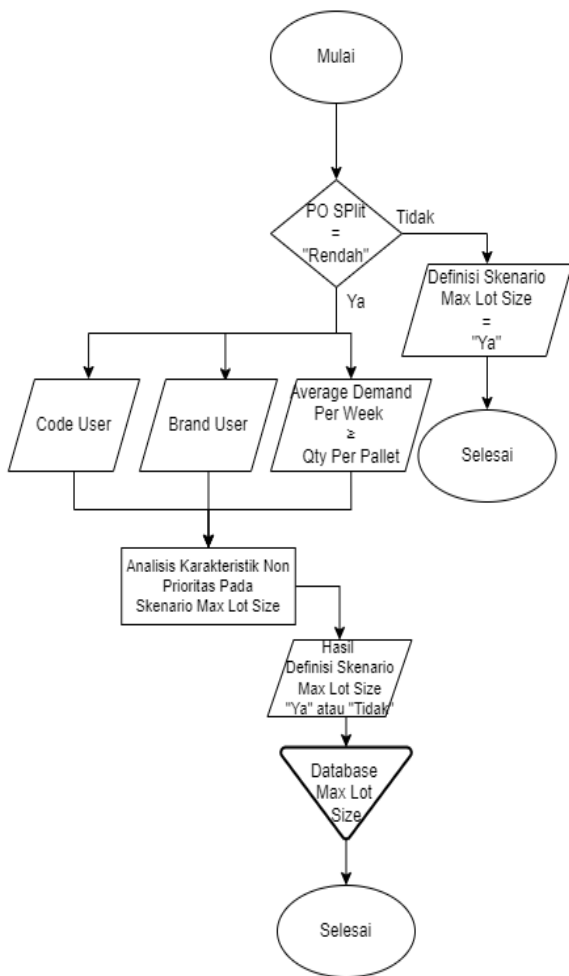 Mulai
PO SPlit
=
"Rendah"
Tidak
Ya
Definisi Skenario
Max Lot Size
=
"Ya"
Selesai
Code User
Brand User
Average Demand
Per Week
≥
Qty Per Pallet
Analisis Karakteristik Non
Prioritas Pada
Skenario Max Lot Size
Hasil
Definisi Skenario
Max Lot Size
"Ya" atau "Tidak"
Database
Max Lot
Size
Selesai